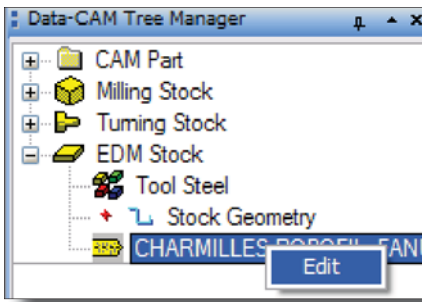 Data-CAM Tree Manager
CAM Part
Milling Stock
Turning Stock
EDM Stock
Tool Steel
Stock Geometry
CHARMILLES
Edit